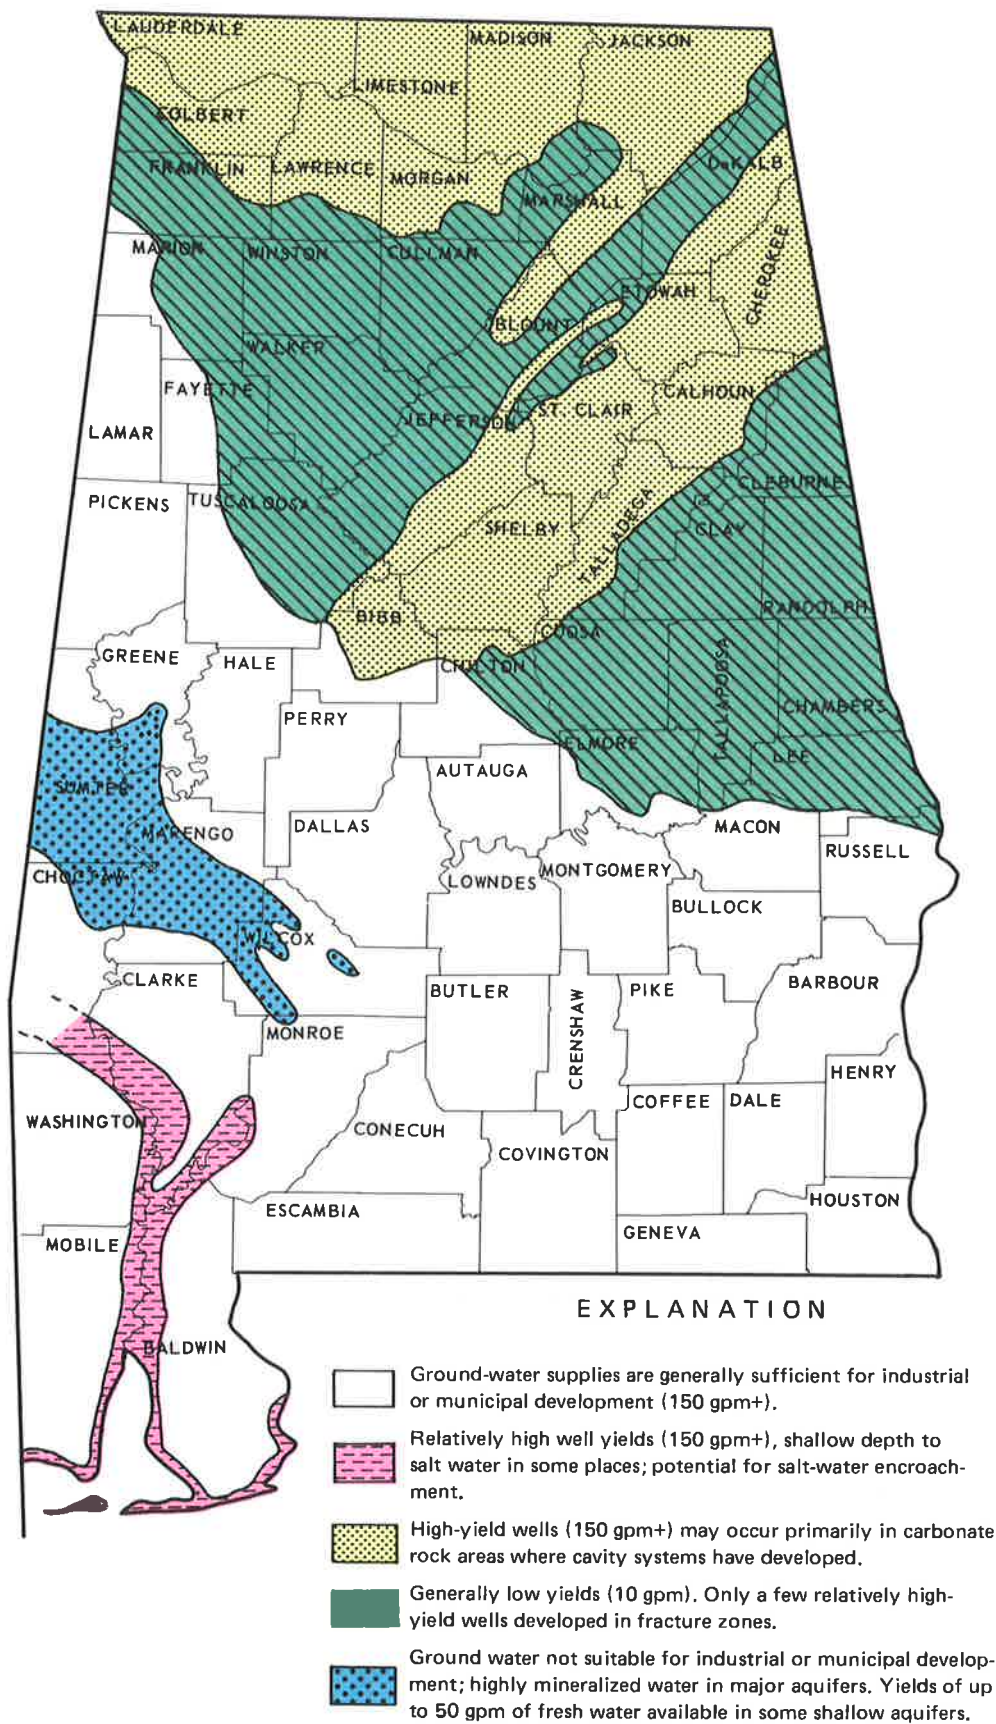 LAUDERDALE
MADISON
JACKSON
LIMESTONE
COLBERT
FRANKLIN
LAWRENCE
MORGAN
DeKALB
MARSHALL
MARION
WINSTON
CULLMAN
CHEROKEE
ETOWAH
BLOUNT
WALKER
FAYETTE
CALHOUN
JEFFERSON
ST. CLAIR
LAMAR
CLEBURNE
PICKENS
TUSCALOOSA
SHELBY
TALLADEGA
CLAY
RANDOLPH
BIBB
COOSA
GREENE
HALE
CHILTON
TALLAPOOSA
CHAMBERS
PERRY
ELMORE
LEE
AUTAUGA
SUMTER
MARENGO
DALLAS
MACON
RUSSELL
CHOCTAW
LOWNDES
MONTGOMERY
BULLOCK
WILCOX
CLARKE
BUTLER
CRENSHAW
PIKE
BARBOUR
MONROE
HENRY
WASHINGTON
CONECUH
COFFEE
DALE
COVINGTON
ESCAMBIA
HOUSTON
MOBILE
GENEVA
BALDWIN
EXPLANATION
Ground-water supplies are generally sufficient for industrial
or municipal development (150 gpm+).
Relatively high well yields (150 gpm+), shallow depth to
salt water in some places; potential for salt-water encroach-
ment.
High-yield wells (150 gpm+) may occur primarily in carbonate
rock areas where cavity systems have developed.
Generally low yields (10 gpm). Only a few relatively high-
yield wells developed in fracture zones.
Ground water not suitable for industrial or municipal develop-
ment; highly mineralized water in major aquifers. Yields of up
to 50 gpm of fresh water available in some shallow aquifers.